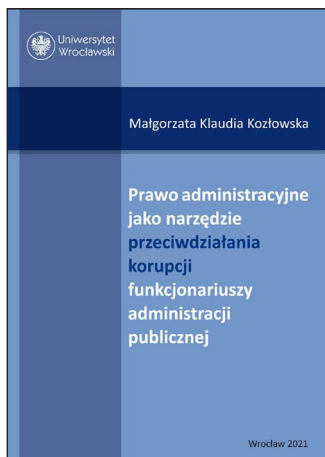 Uniwersytet
Wrocławski
Małgorzata Klaudia Kozłowska
Prawo administracyjne
jako narzędzie
przeciwdziałania
korupcji
funkcjonariuszy
administracji
publicznej
Wrocław 2021